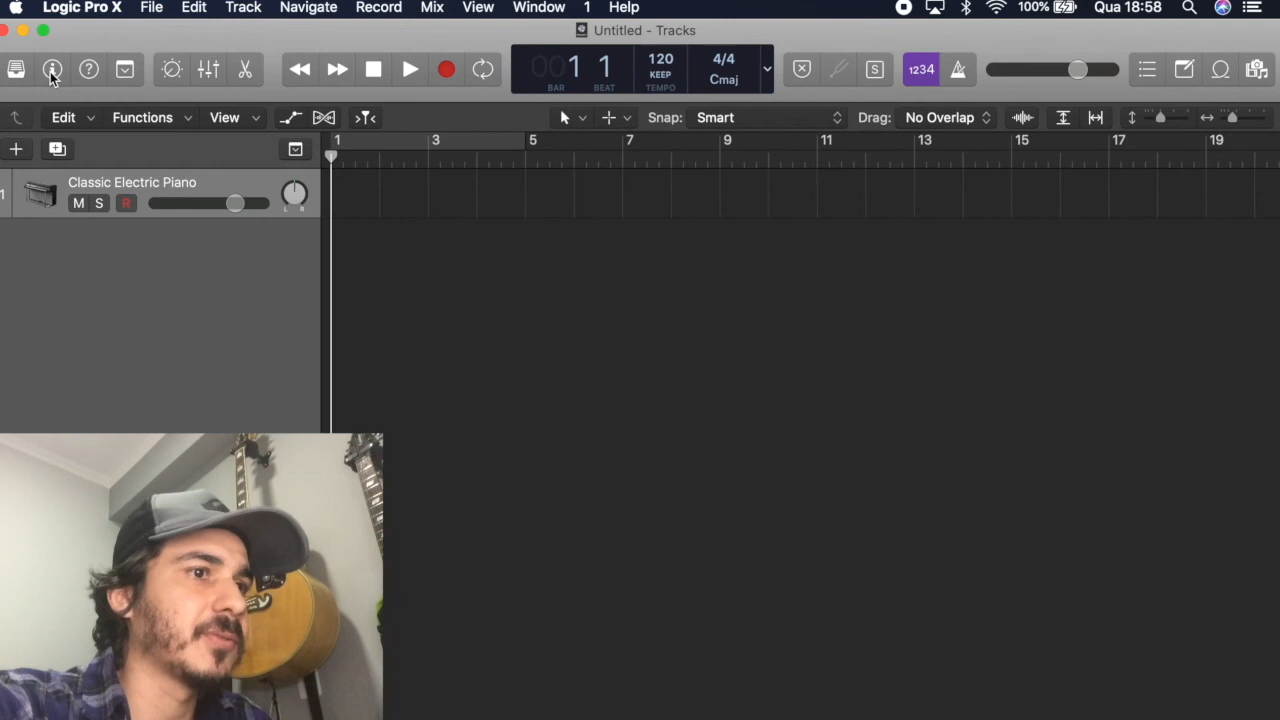 Logic Pro X File Edit Track Navigate Record Mix View Window 1 Help 100% Qua 18:58
Untitled - Tracks
001 1 120 4/4
KEEP Cmaj
BAR BEAT TEMPO
S 1234
Edit Functions View Snap: Smart Drag: No Overlap
1 3 5 7 9 11 13 15 17 19
1 Classic Electric Piano
M S R L R